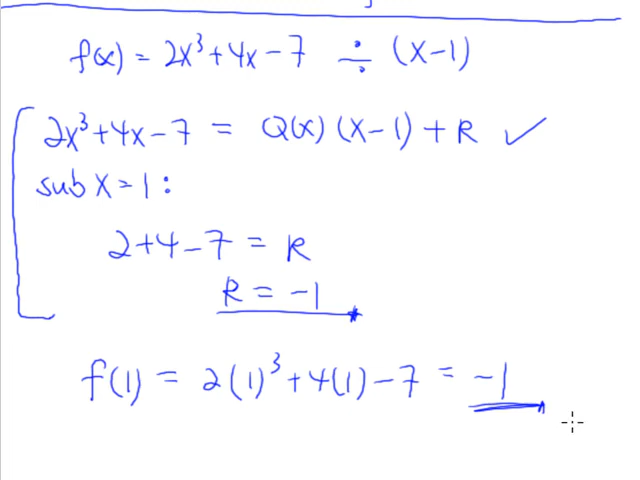 f(x) = 2x³+4x-7 ÷ (x-1)
2x³+4x-7 = Q(x) (x-1) + R ✓
sub x=1:
2+4-7 = R
R = -1
f(1) = 2(1)³+4(1)-7 = -1